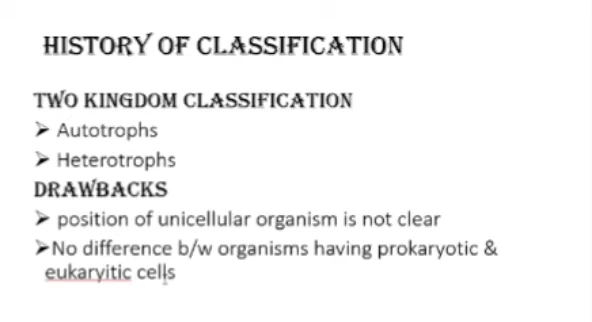 HISTORY OF CLASSIFICATION
TWO KINGDOM CLASSIFICATION
➢ Autotrophs
➢ Heterotrophs
DRAWBACKS
➢ position of unicellular organism is not clear
➢No difference b/w organisms having prokaryotic &
eukaryitic cells